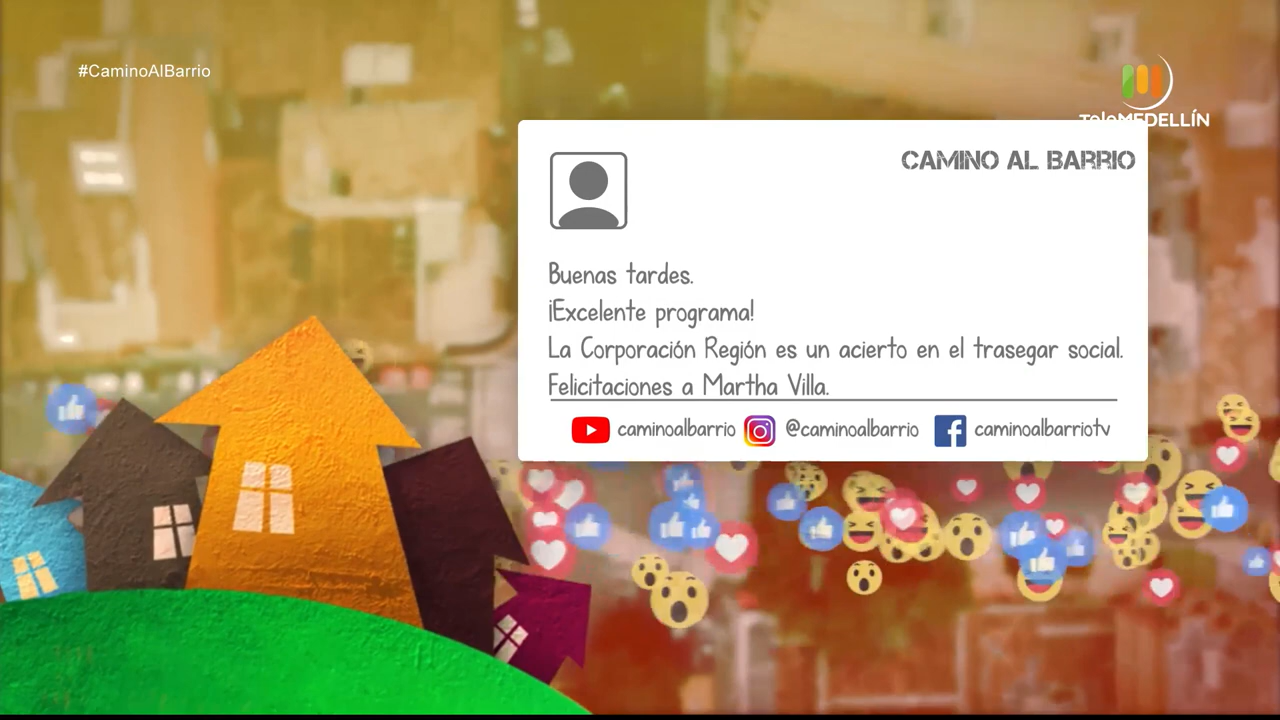 #CaminoAlBarrio
TeleMEDELLÍN
CAMINO AL BARRIO
Buenas tardes.
¡Excelente programa!
La Corporación Región es un acierto en el trasegar social.
Felicitaciones a Martha Villa.
caminoalbarrio @caminoalbarrio caminoalbarriotv